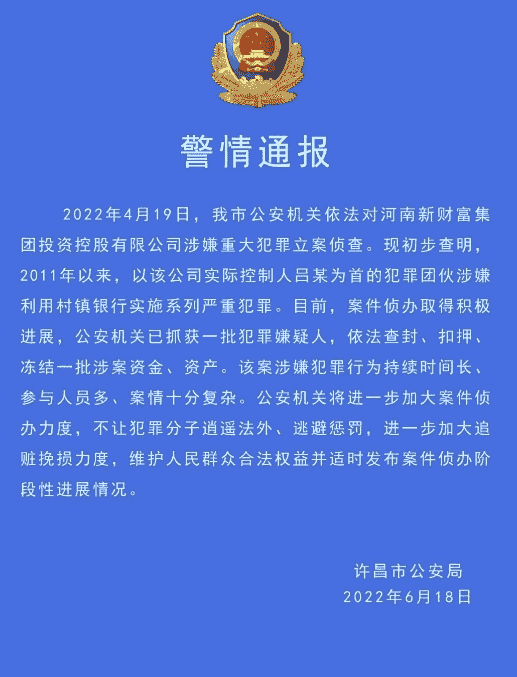 警情通报
2022年4月19日，我市公安机关依法对河南新财富集
团投资控股有限公司涉嫌重大犯罪立案侦查。现初步查明，
2011年以来，以该公司实际控制人吕某为首的犯罪团伙涉嫌
利用村镇银行实施系列严重犯罪。目前，案件侦办取得积极
进展，公安机关已抓获一批犯罪嫌疑人，依法查封、扣押、
冻结一批涉案资金、资产。该案涉嫌犯罪行为持续时间长、
参与人员多、案情十分复杂。公安机关将进一步加大案件侦
办力度，不让犯罪分子逍遥法外、逃避惩罚，进一步加大追
赃挽损力度，维护人民群众合法权益并适时发布案件侦办阶
段性进展情况。
许昌市公安局
2022年6月18日